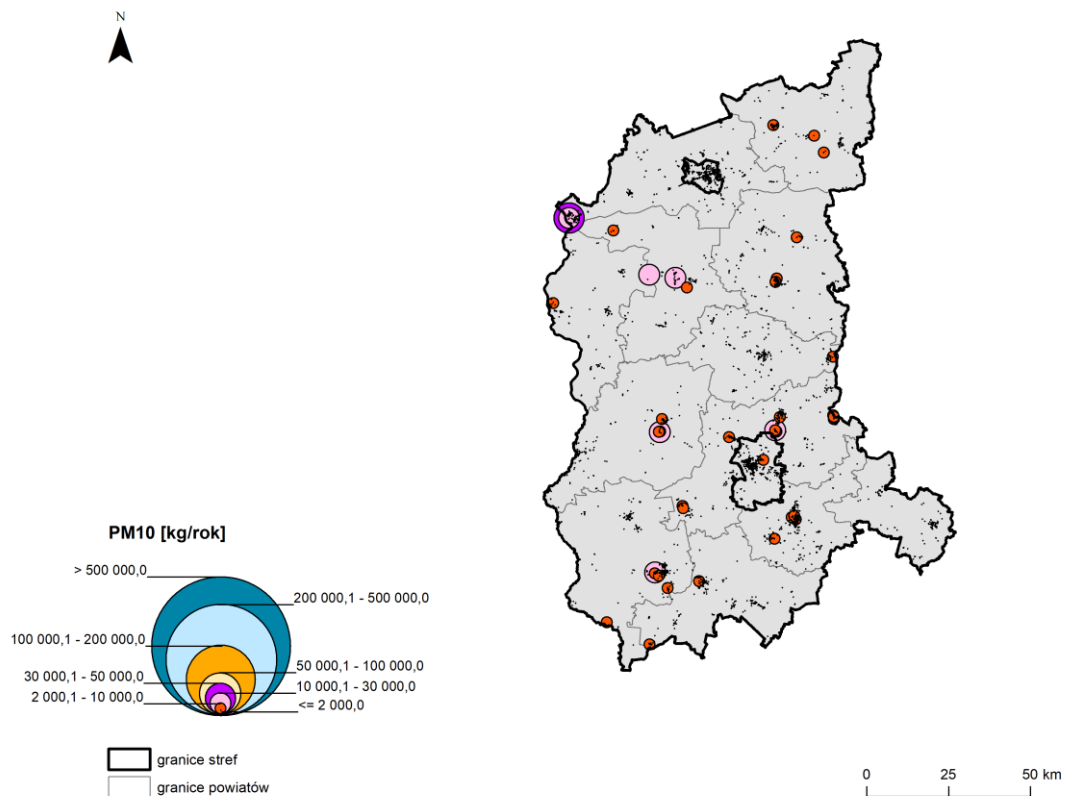 N
PM10 [kg/rok]
> 500 000,0
200 000,1 - 500 000,0
100 000,1 - 200 000,0
50 000,1 - 100 000,0
30 000,1 - 50 000,0
10 000,1 - 30 000,0
2 000,1 - 10 000,0
<= 2 000,0
granice stref
granice powiatów
0 25 50 km